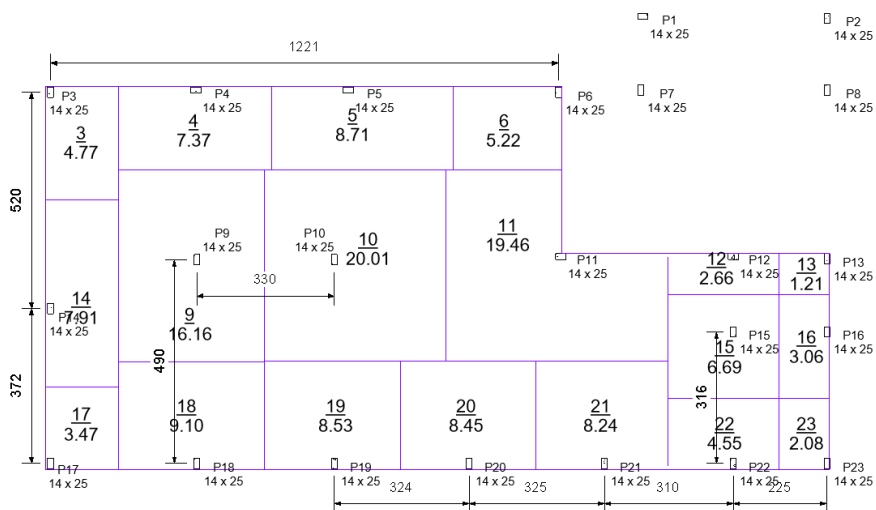 P1
14 x 25
P2
14 x 25
1221
P3
14 x 25
P4
14 x 25
P5
14 x 25
P6
14 x 25
P7
14 x 25
P8
14 x 25
3
4.77
4
7.37
5
8.71
6
5.22
520
P9
14 x 25
P10
14 x 25
10
20.01
11
19.46
P11
14 x 25
12
2.66
P12
14 x 25
13
1.21
P13
14 x 25
330
14
7.91
14 x 25
9
16.16
P15
14 x 25
15
6.69
16
3.06
P16
14 x 25
490
372
316
17
3.47
18
9.10
19
8.53
20
8.45
21
8.24
22
4.55
23
2.08
P17
14 x 25
P18
14 x 25
P19
14 x 25
P20
14 x 25
P21
14 x 25
P22
14 x 25
P23
14 x 25
324
325
310
225